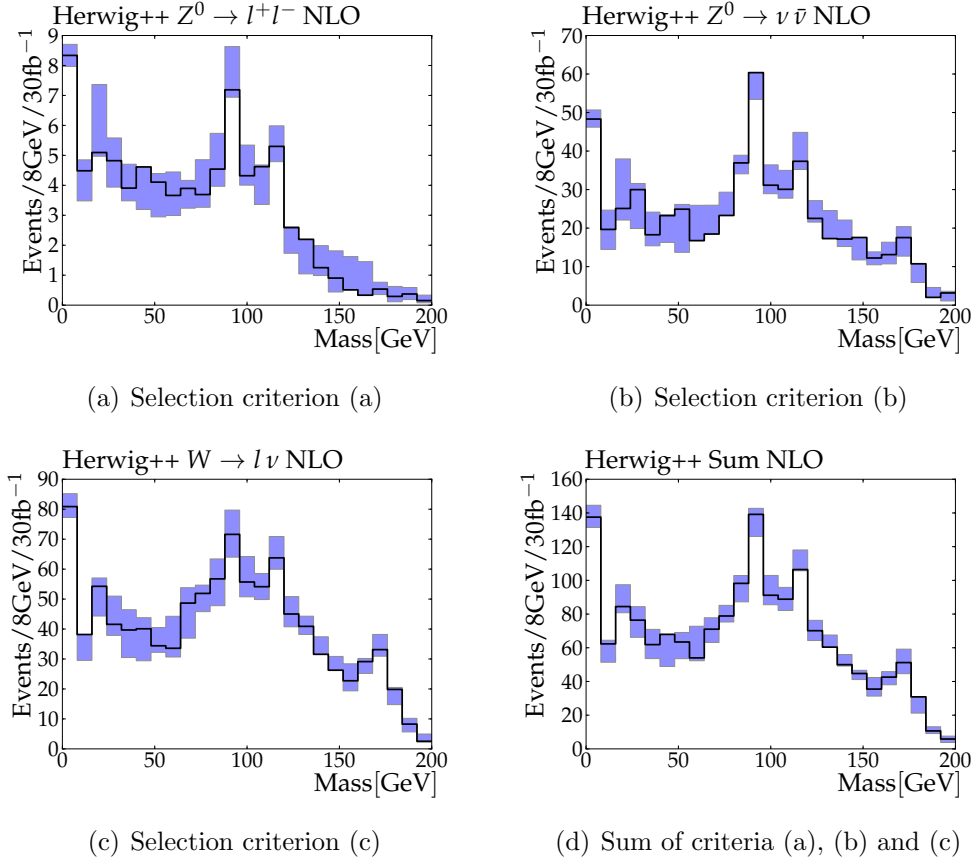 Herwig++ Z⁰ → l⁺l⁻ NLO
Events/8GeV/30fb⁻¹
9
8
7
6
5
4
3
2
1
0
0 50 100 150 200
Mass[GeV]
(a) Selection criterion (a)
Herwig++ Z⁰ → ν ν̄ NLO
Events/8GeV/30fb⁻¹
70
60
50
40
30
20
10
0
0 50 100 150 200
Mass[GeV]
(b) Selection criterion (b)
Herwig++ W → l ν NLO
Events/8GeV/30fb⁻¹
90
80
70
60
50
40
30
20
10
0
0 50 100 150 200
Mass[GeV]
(c) Selection criterion (c)
Herwig++ Sum NLO
Events/8GeV/30fb⁻¹
160
140
120
100
80
60
40
20
0
0 50 100 150 200
Mass[GeV]
(d) Sum of criteria (a), (b) and (c)